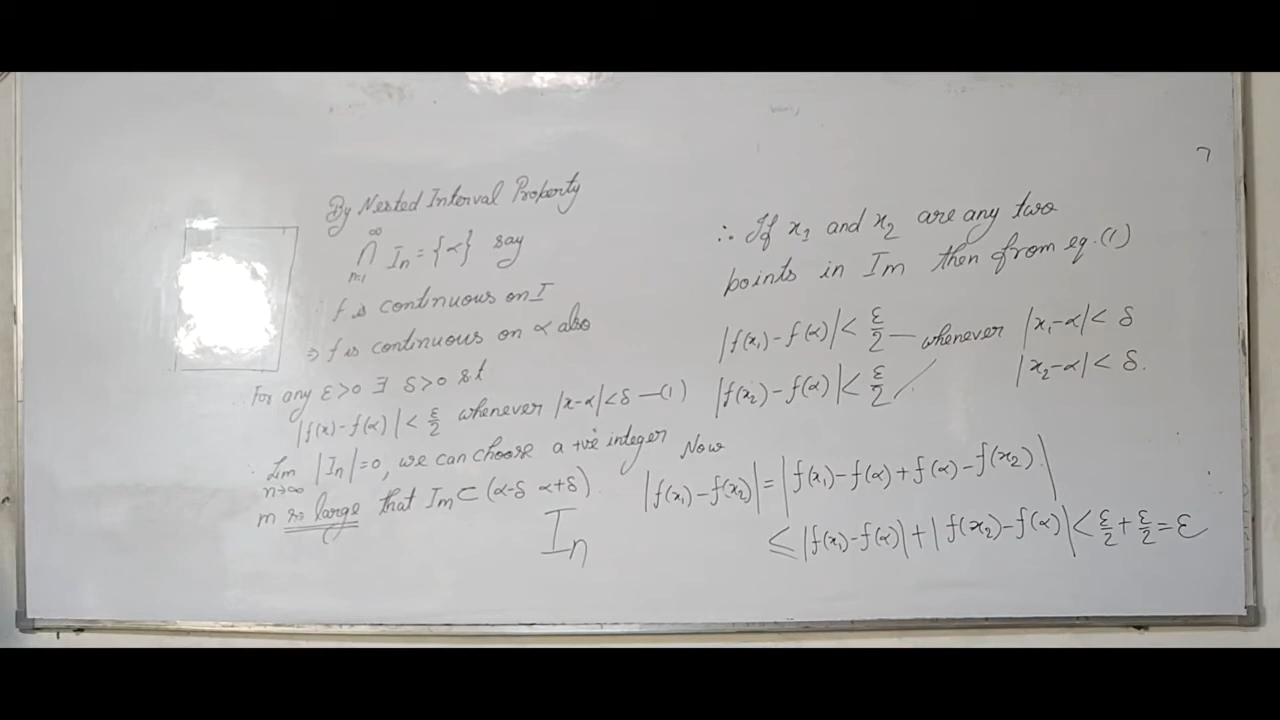 By Nested Interval Property
∞
∩ Iₙ = {α} say
n=1
f is continuous on I
⇒ f is continuous on α also
For any ε>0 ∃ δ>0 s.t
|f(x)-f(α)| < ε/2 whenever |x-α|<δ —(1)
Lim |Iₙ|=0, we can choose a +ve integer
n→∞
m so large that Im ⊂ (α-δ α+δ)
Iₙ
∴ If x₁ and x₂ are any two
points in Im then from eq.(1)
|f(x₁)-f(α)| < ε/2 — whenever |x₁-α| < δ
|f(x₂)-f(α)| < ε/2 |x₂-α| < δ.
Now
|f(x₁)-f(x₂)| = |f(x₁)-f(α)+f(α)-f(x₂)|
≤ |f(x₁)-f(α)| + |f(x₂)-f(α)| < ε/2 + ε/2 = ε